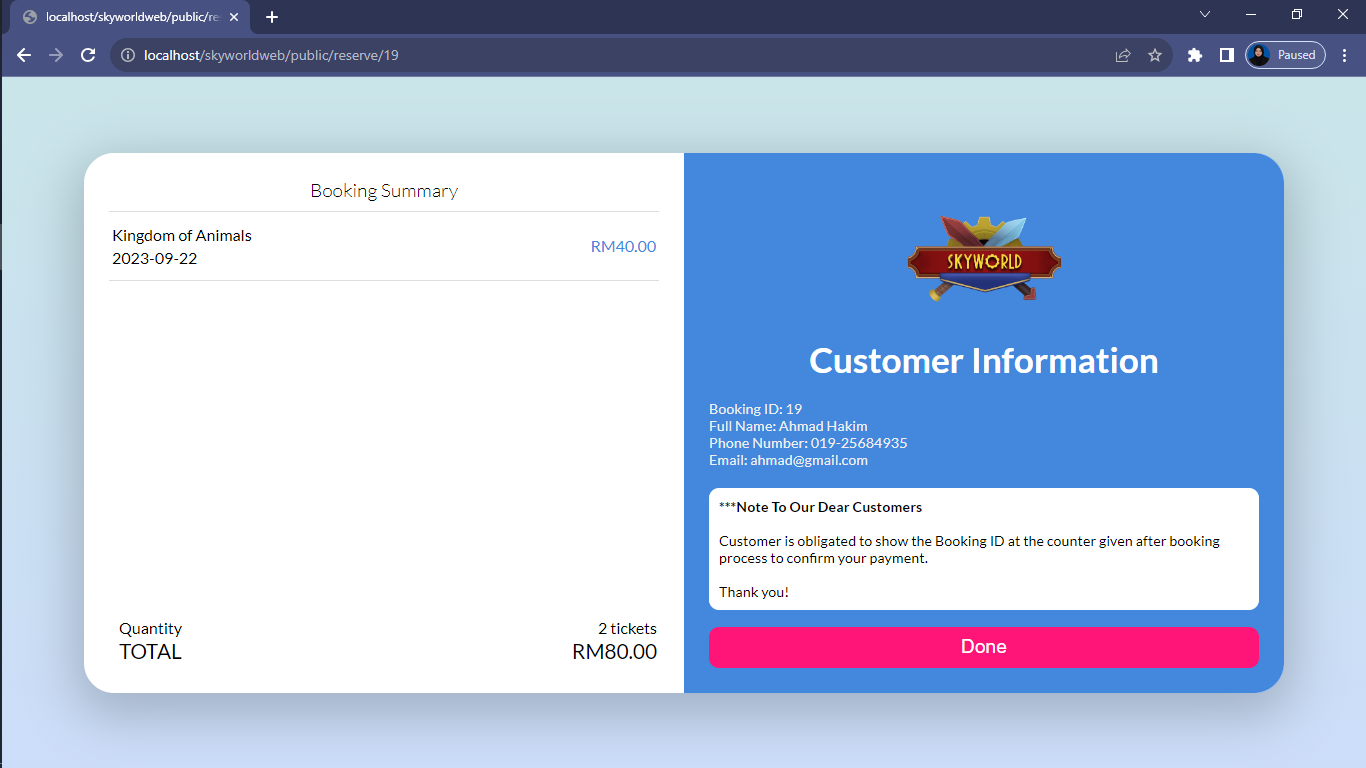 localhost/skyworldweb/public/re
localhost/skyworldweb/public/reserve/19
Paused
Booking Summary
Kingdom of Animals
2023-09-22
RM40.00
Quantity
2 tickets
TOTAL
RM80.00
SKYWORLD
Customer Information
Booking ID: 19
Full Name: Ahmad Hakim
Phone Number: 019-25684935
Email: ahmad@gmail.com
***Note To Our Dear Customers
Customer is obligated to show the Booking ID at the counter given after booking
process to confirm your payment.
Thank you!
Done